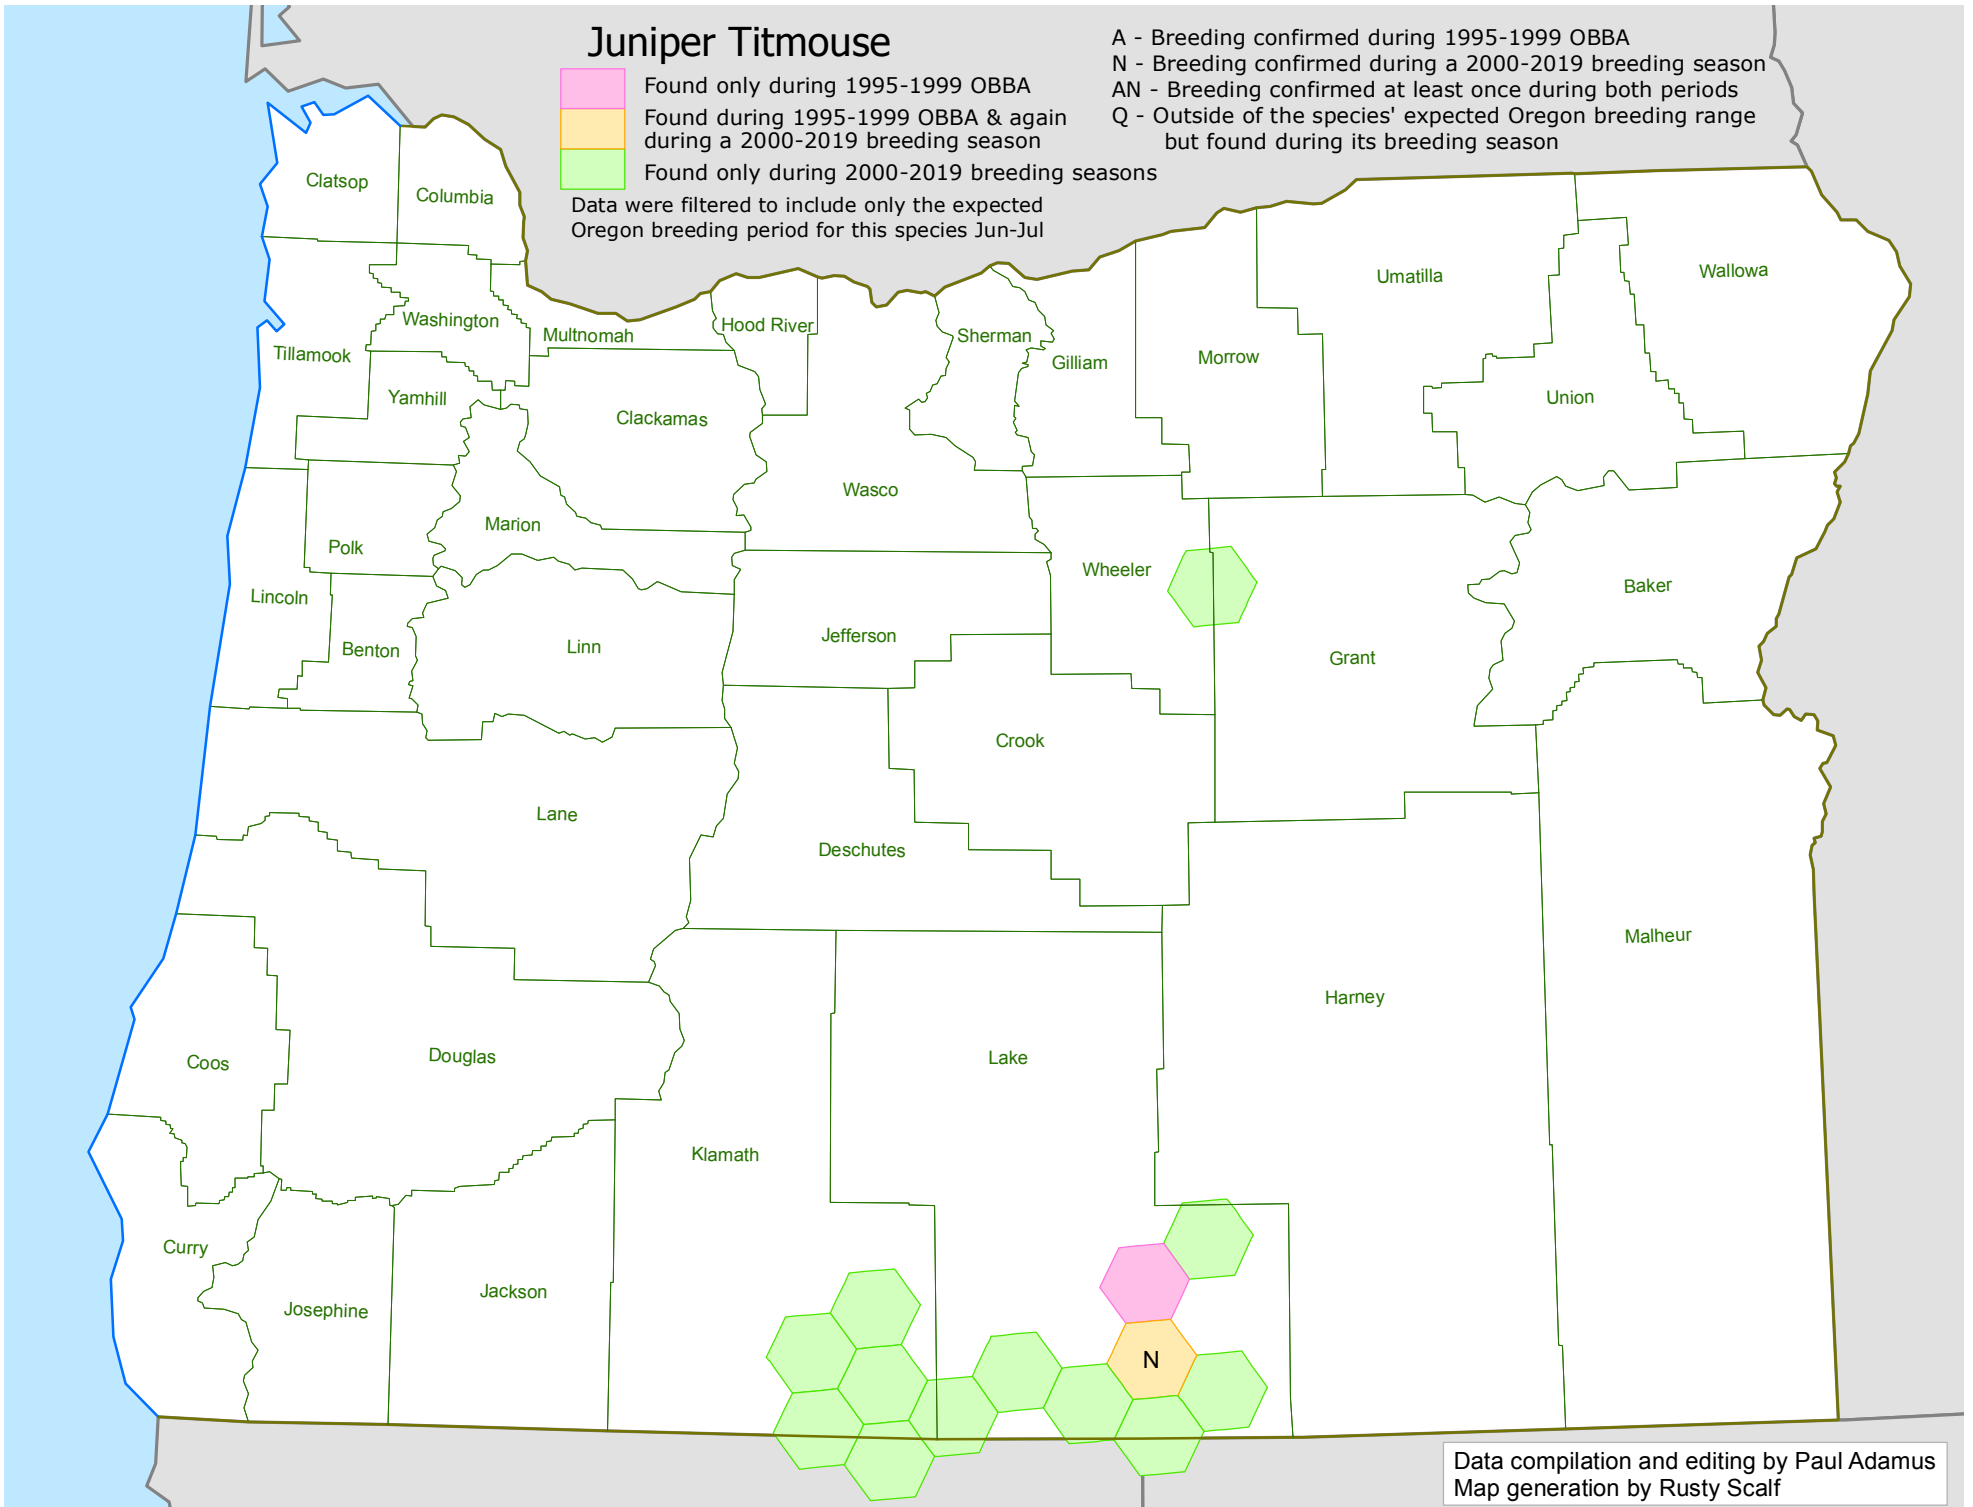 Juniper Titmouse
Found only during 1995-1999 OBBA
Found during 1995-1999 OBBA & again
during a 2000-2019 breeding season
Found only during 2000-2019 breeding seasons
Data were filtered to include only the expected
Oregon breeding period for this species Jun-Jul
A - Breeding confirmed during 1995-1999 OBBA
N - Breeding confirmed during a 2000-2019 breeding season
AN - Breeding confirmed at least once during both periods
Q - Outside of the species' expected Oregon breeding range
but found during its breeding season
Clatsop
Columbia
Wallowa
Umatilla
Washington
Hood River
Multnomah
Sherman
Tillamook
Gilliam
Morrow
Yamhill
Union
Clackamas
Wasco
Marion
Polk
Wheeler
Baker
Lincoln
Jefferson
Linn
Benton
Grant
Crook
Lane
Deschutes
Malheur
Harney
Coos
Douglas
Lake
Klamath
Curry
Jackson
Josephine
N
Data compilation and editing by Paul Adamus
Map generation by Rusty Scalf